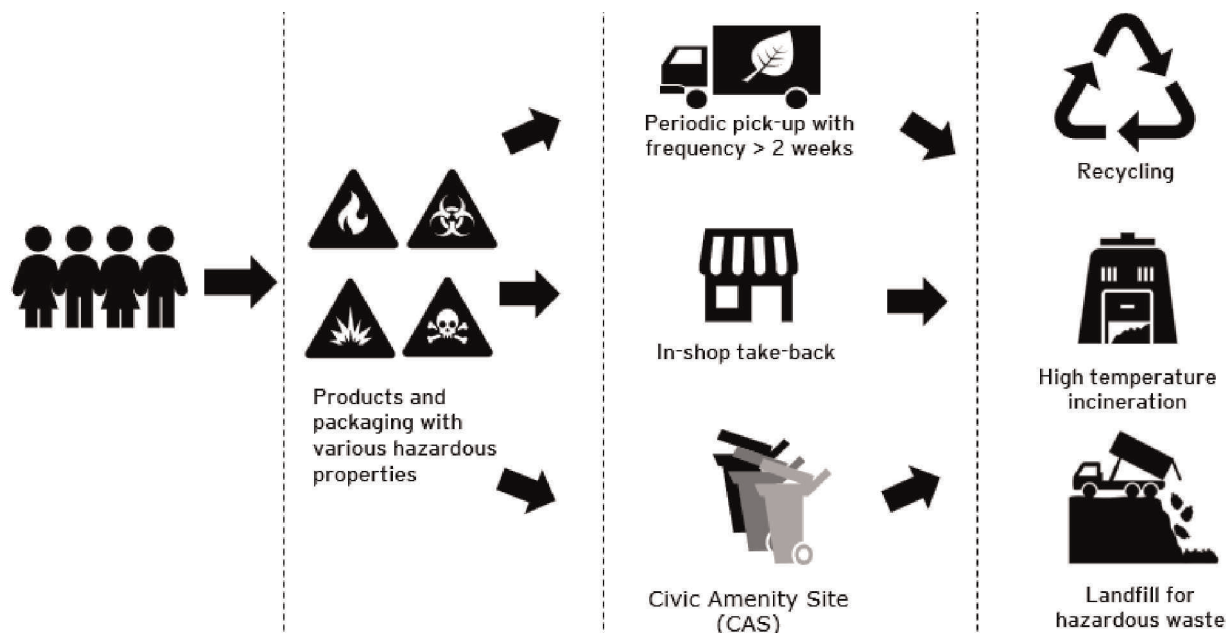 Products and
packaging with
various hazardous
properties
Periodic pick-up with
frequency > 2 weeks
In-shop take-back
Civic Amenity Site
(CAS)
Recycling
High temperature
incineration
Landfill for
hazardous waste